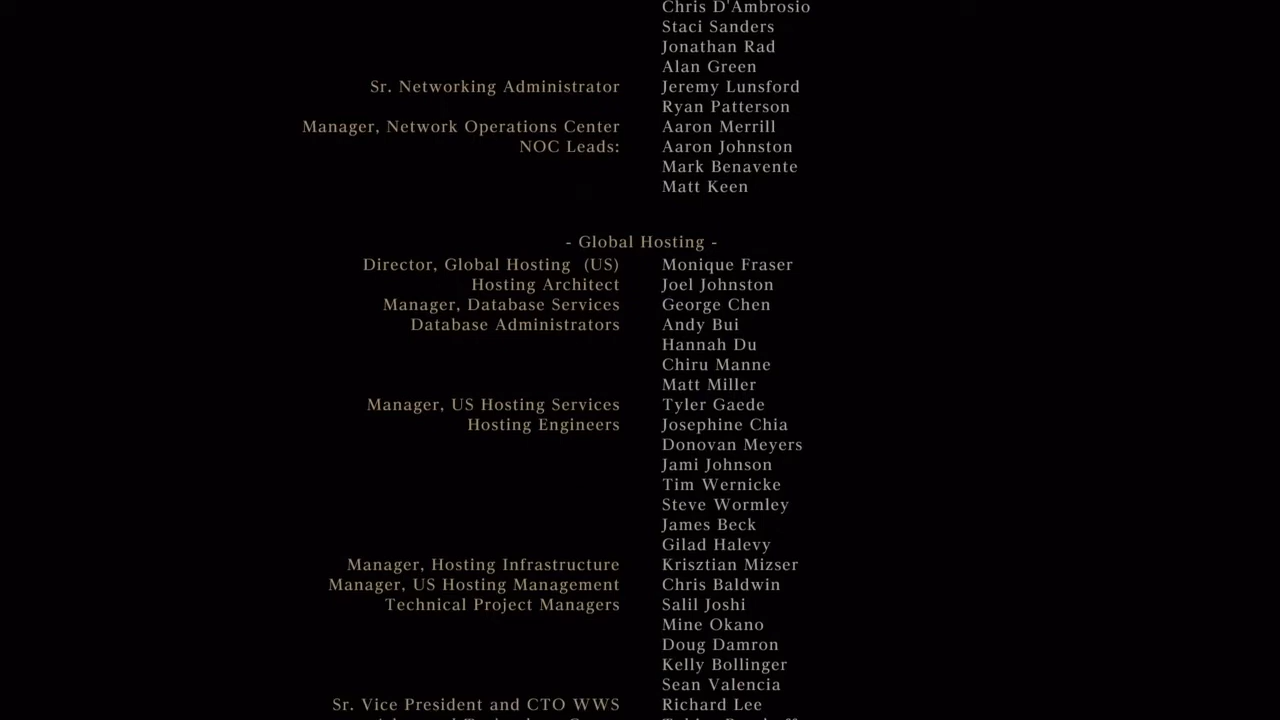 Chris D'Ambrosio
Staci Sanders
Jonathan Rad
Alan Green
Sr. Networking Administrator Jeremy Lunsford
Ryan Patterson
Manager, Network Operations Center Aaron Merrill
NOC Leads: Aaron Johnston
Mark Benavente
Matt Keen
- Global Hosting -
Director, Global Hosting (US) Monique Fraser
Hosting Architect Joel Johnston
Manager, Database Services George Chen
Database Administrators Andy Bui
Hannah Du
Chiru Manne
Matt Miller
Manager, US Hosting Services Tyler Gaede
Hosting Engineers Josephine Chia
Donovan Meyers
Jami Johnson
Tim Wernicke
Steve Wormley
James Beck
Gilad Halevy
Manager, Hosting Infrastructure Krisztian Mizser
Manager, US Hosting Management Chris Baldwin
Technical Project Managers Salil Joshi
Mine Okano
Doug Damron
Kelly Bollinger
Sean Valencia
Sr. Vice President and CTO WWS Richard Lee